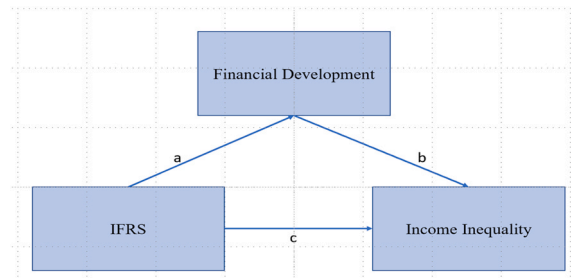 Financial Development
a
b
IFRS
c
Income Inequality